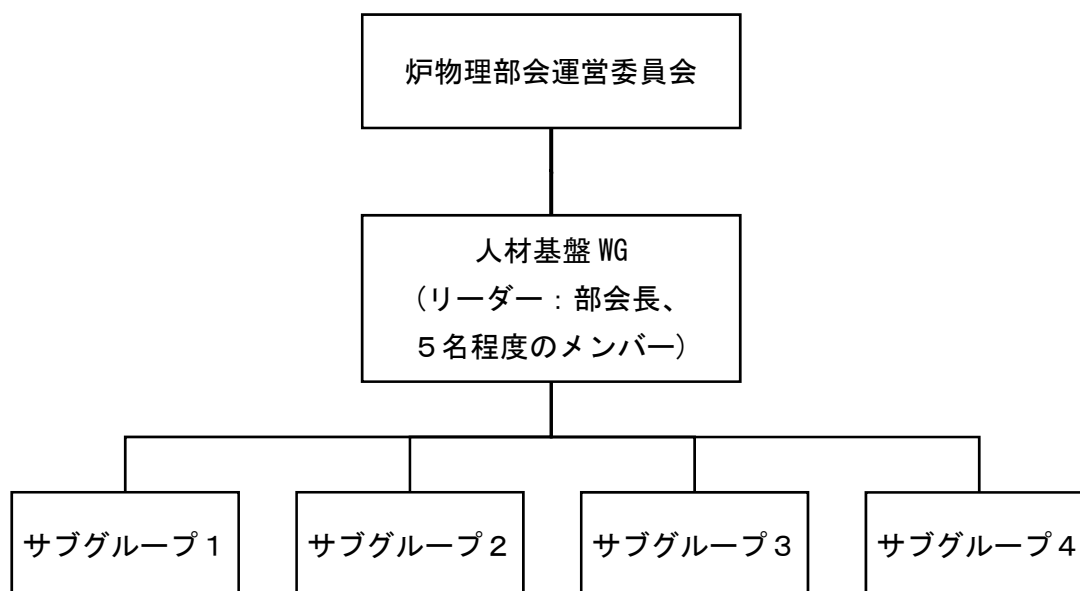 炉物理部会運営委員会
人材基盤 WG
（リーダー：部会長、
５名程度のメンバー）
サブグループ１
サブグループ２
サブグループ３
サブグループ４